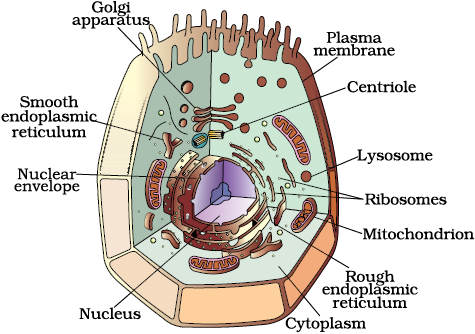 Golgi
apparatus
Plasma
membrane
Centriole
Smooth
endoplasmic
reticulum
Lysosome
Nuclear
envelope
Ribosomes
Mitochondrion
Rough
endoplasmic
reticulum
Nucleus
Cytoplasm